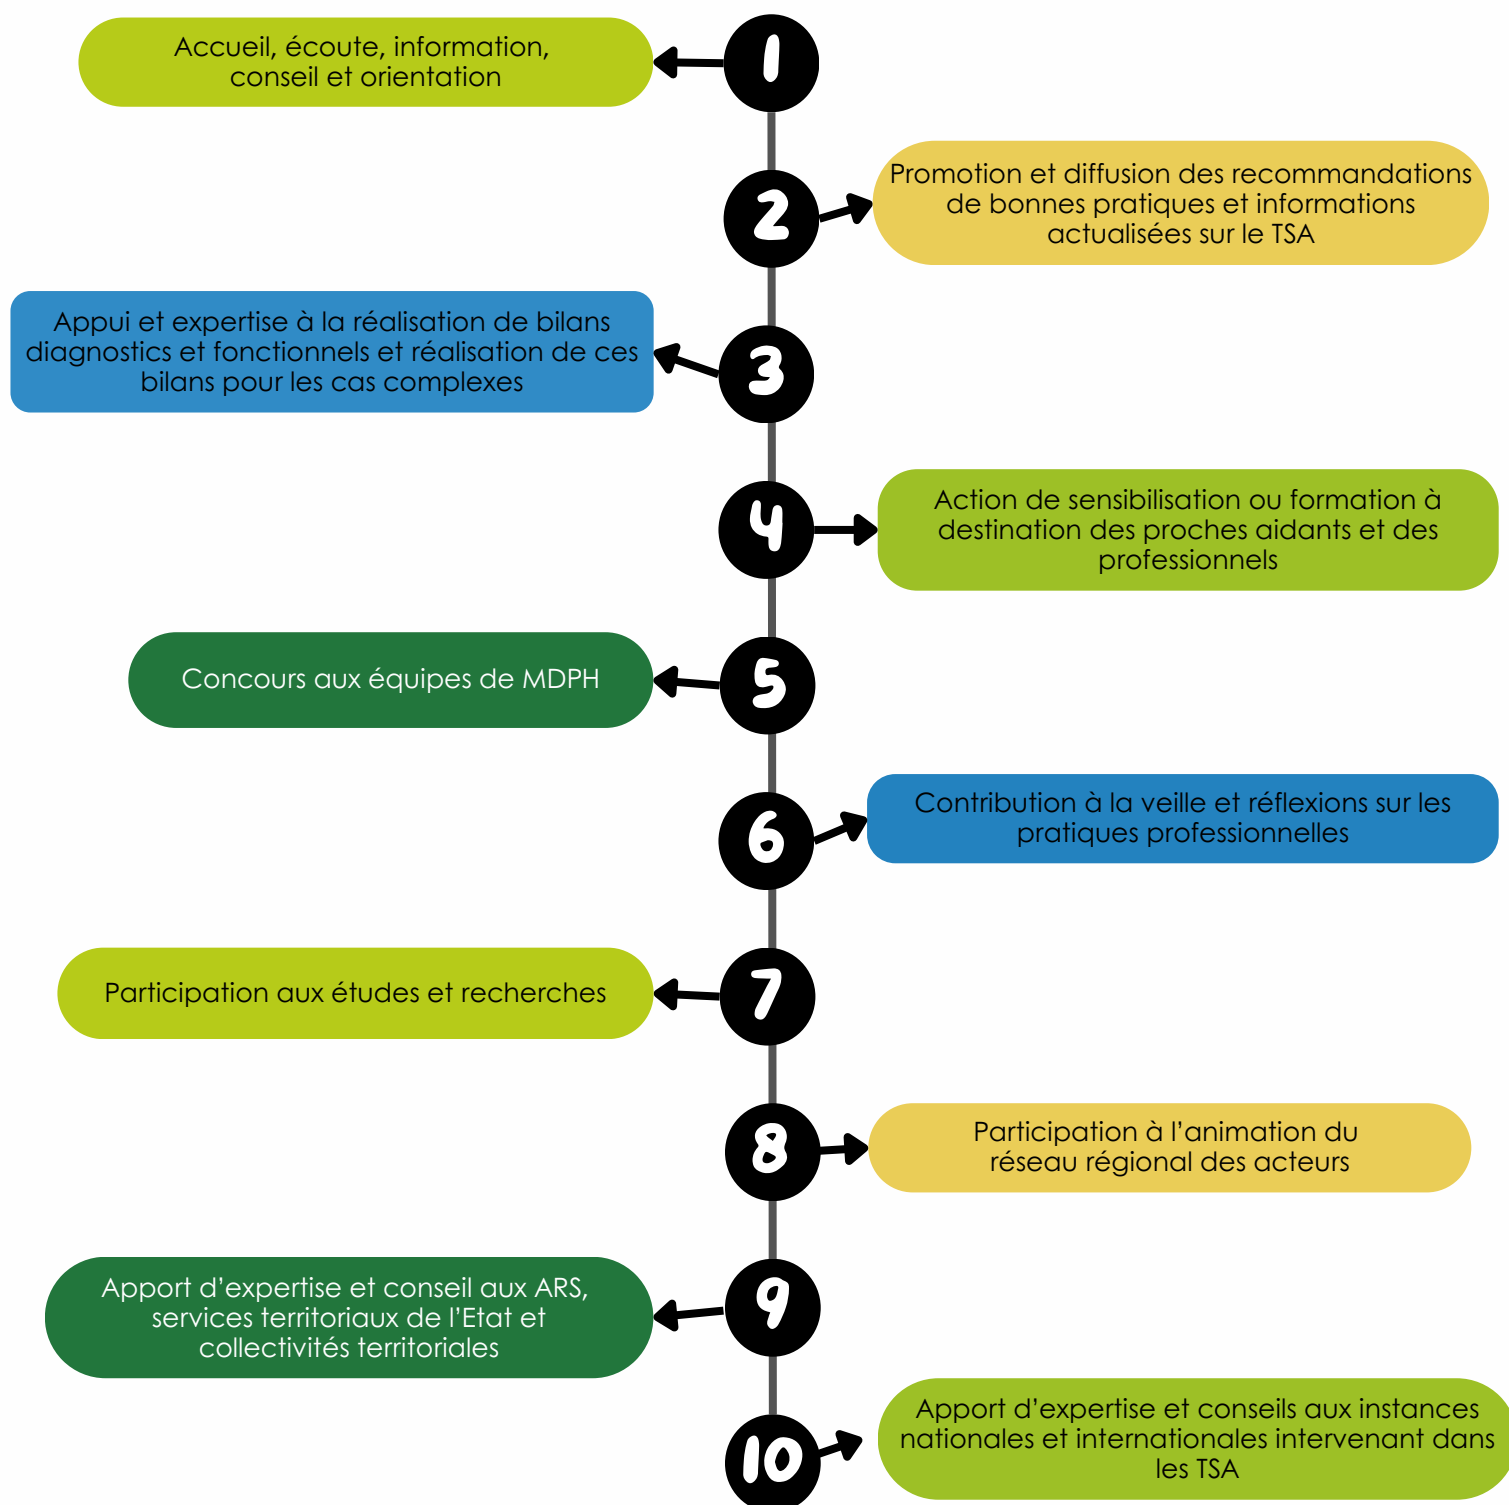 1
Accueil, écoute, information,
conseil et orientation
2
Promotion et diffusion des recommandations
de bonnes pratiques et informations
actualisées sur le TSA
3
Appui et expertise à la réalisation de bilans
diagnostics et fonctionnels et réalisation de ces
bilans pour les cas complexes
4
Action de sensibilisation ou formation à
destination des proches aidants et des
professionnels
5
Concours aux équipes de MDPH
6
Contribution à la veille et réflexions sur les
pratiques professionnelles
7
Participation aux études et recherches
8
Participation à l’animation du
réseau régional des acteurs
9
Apport d’expertise et conseil aux ARS,
services territoriaux de l’Etat et
collectivités territoriales
10
Apport d’expertise et conseils aux instances
nationales et internationales intervenant dans
les TSA